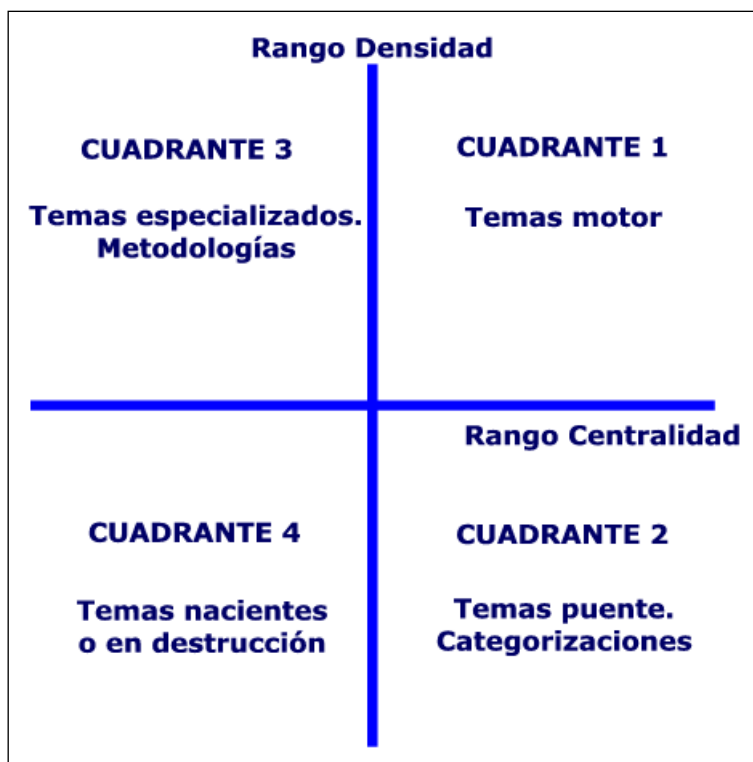 Rango Densidad
CUADRANTE 3
Temas especializados.
Metodologías
CUADRANTE 1
Temas motor
Rango Centralidad
CUADRANTE 4
Temas nacientes
o en destrucción
CUADRANTE 2
Temas puente.
Categorizaciones